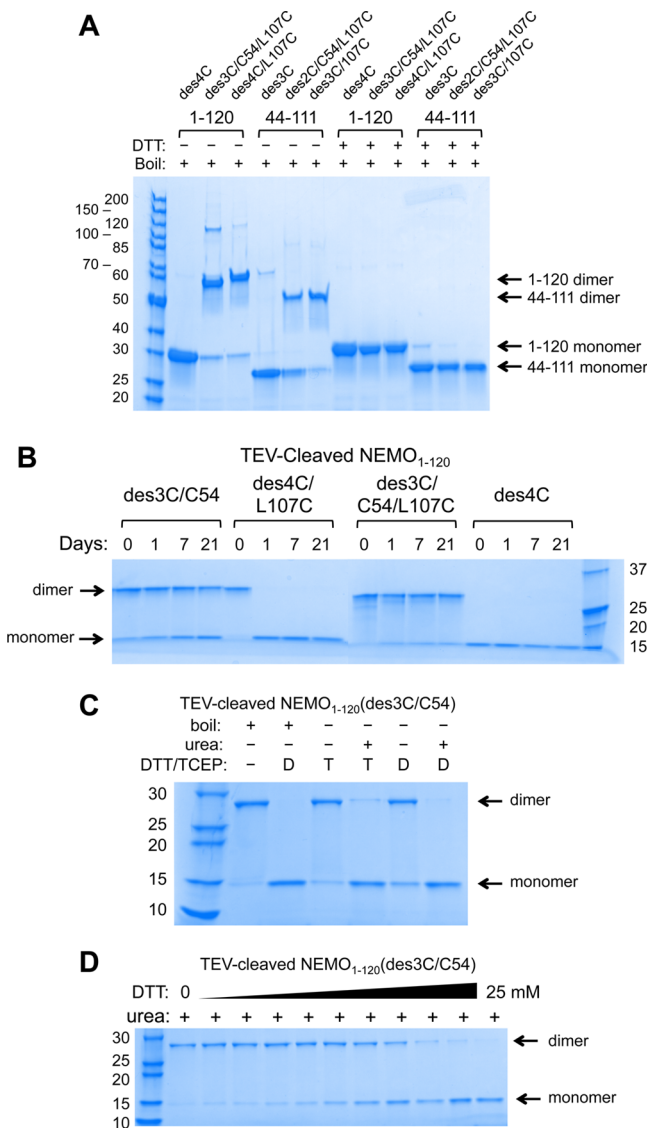 A
des4C des3C/C54/L107C des4C/L107C des3C des2C/C54/L107C des3C/107C des4C des3C/C54/L107C des4C/L107C des3C des2C/C54/L107C des3C/107C
1-120 44-111 1-120 44-111
DTT: – – – – – – + + + + + +
Boil: + + + + + + + + + + + +
200
150 –
120
100 –
85
70 –
60
50
40
30
25
20
1-120 dimer
44-111 dimer
1-120 monomer
44-111 monomer
B
TEV-Cleaved NEMO1-120
des3C/C54 des4C/L107C des3C/C54/L107C des4C
Days: 0 1 7 21 0 1 7 21 0 1 7 21 0 1 7 21
dimer
monomer
37
25
20
15
C
TEV-cleaved NEMO1-120(des3C/C54)
boil: + + – – – –
urea: – – – + – +
DTT/TCEP: – D T T D D
30
25
20
15
10
dimer
monomer
D
TEV-cleaved NEMO1-120(des3C/C54)
DTT: 0 25 mM
urea: + + + + + + + + + + +
30
25
20
15
10
dimer
monomer